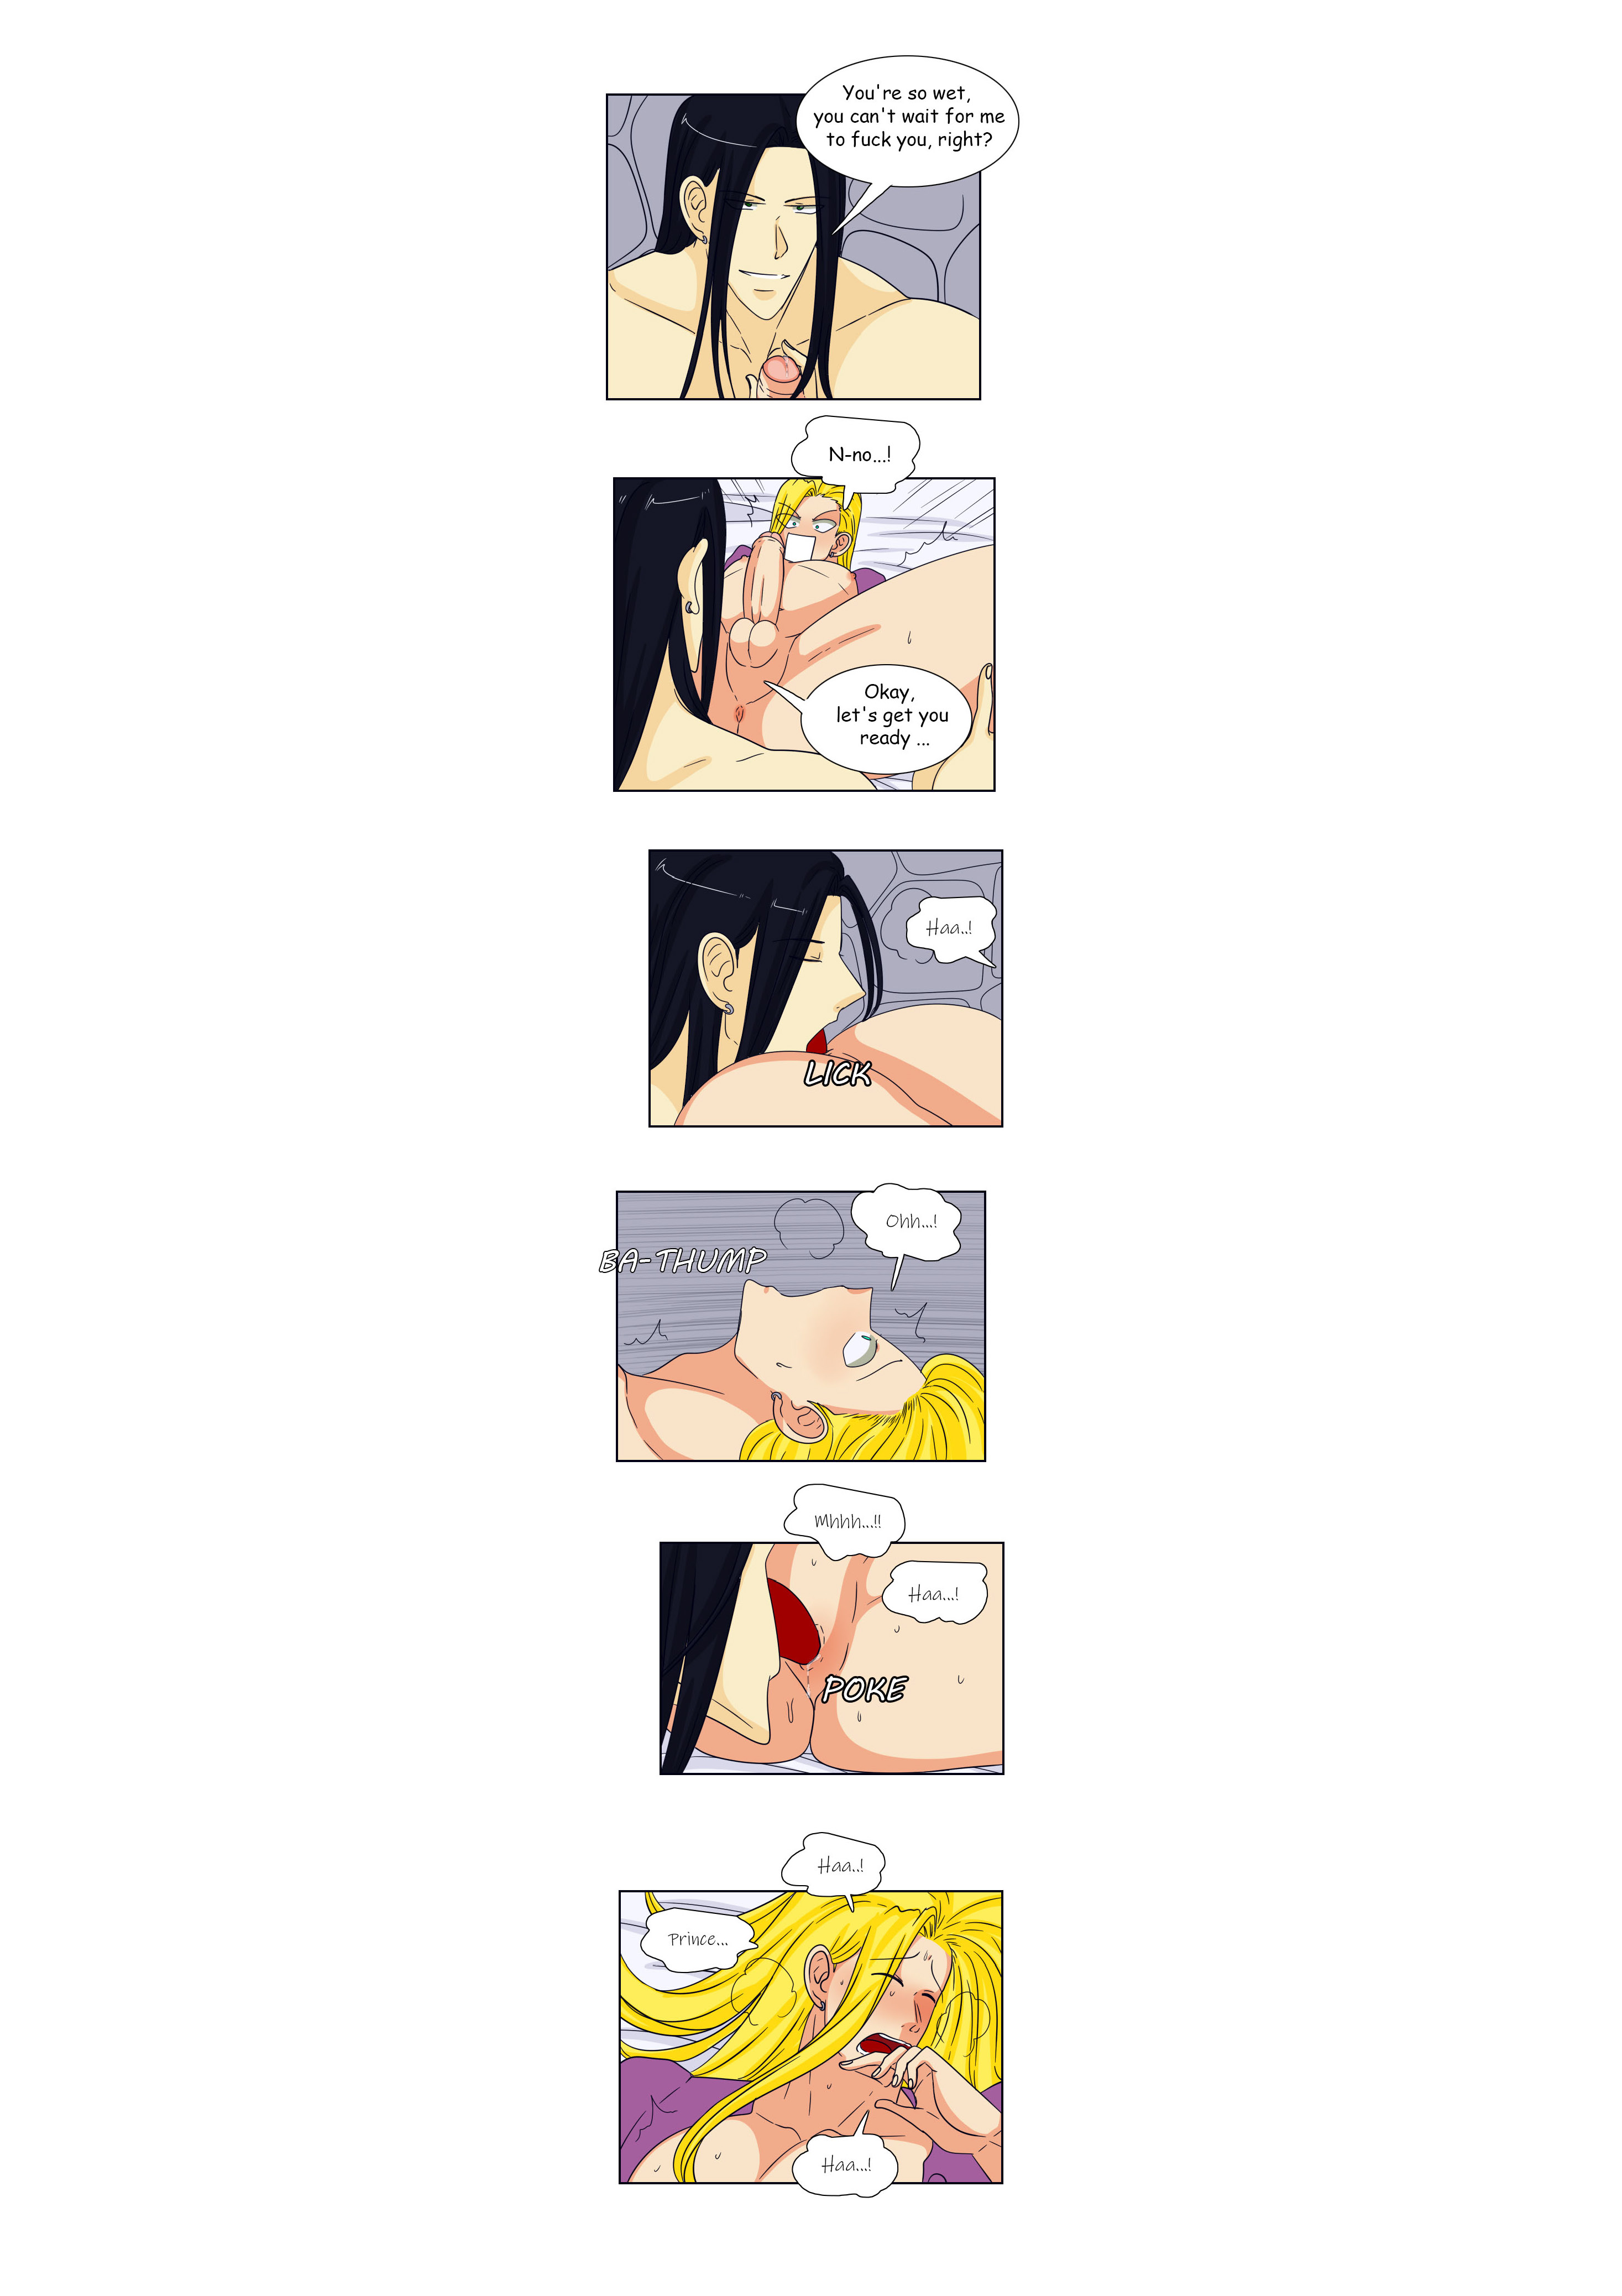 You're so wet,
you can't wait for me
to fuck you, right?
N-no...!
Okay,
let's get you
ready ...
Haa..!
LICK
Ohh...!
BA-THUMP
Mhhh...!!
Haa...!
POKE
Haa..!
Prince...
Haa...!